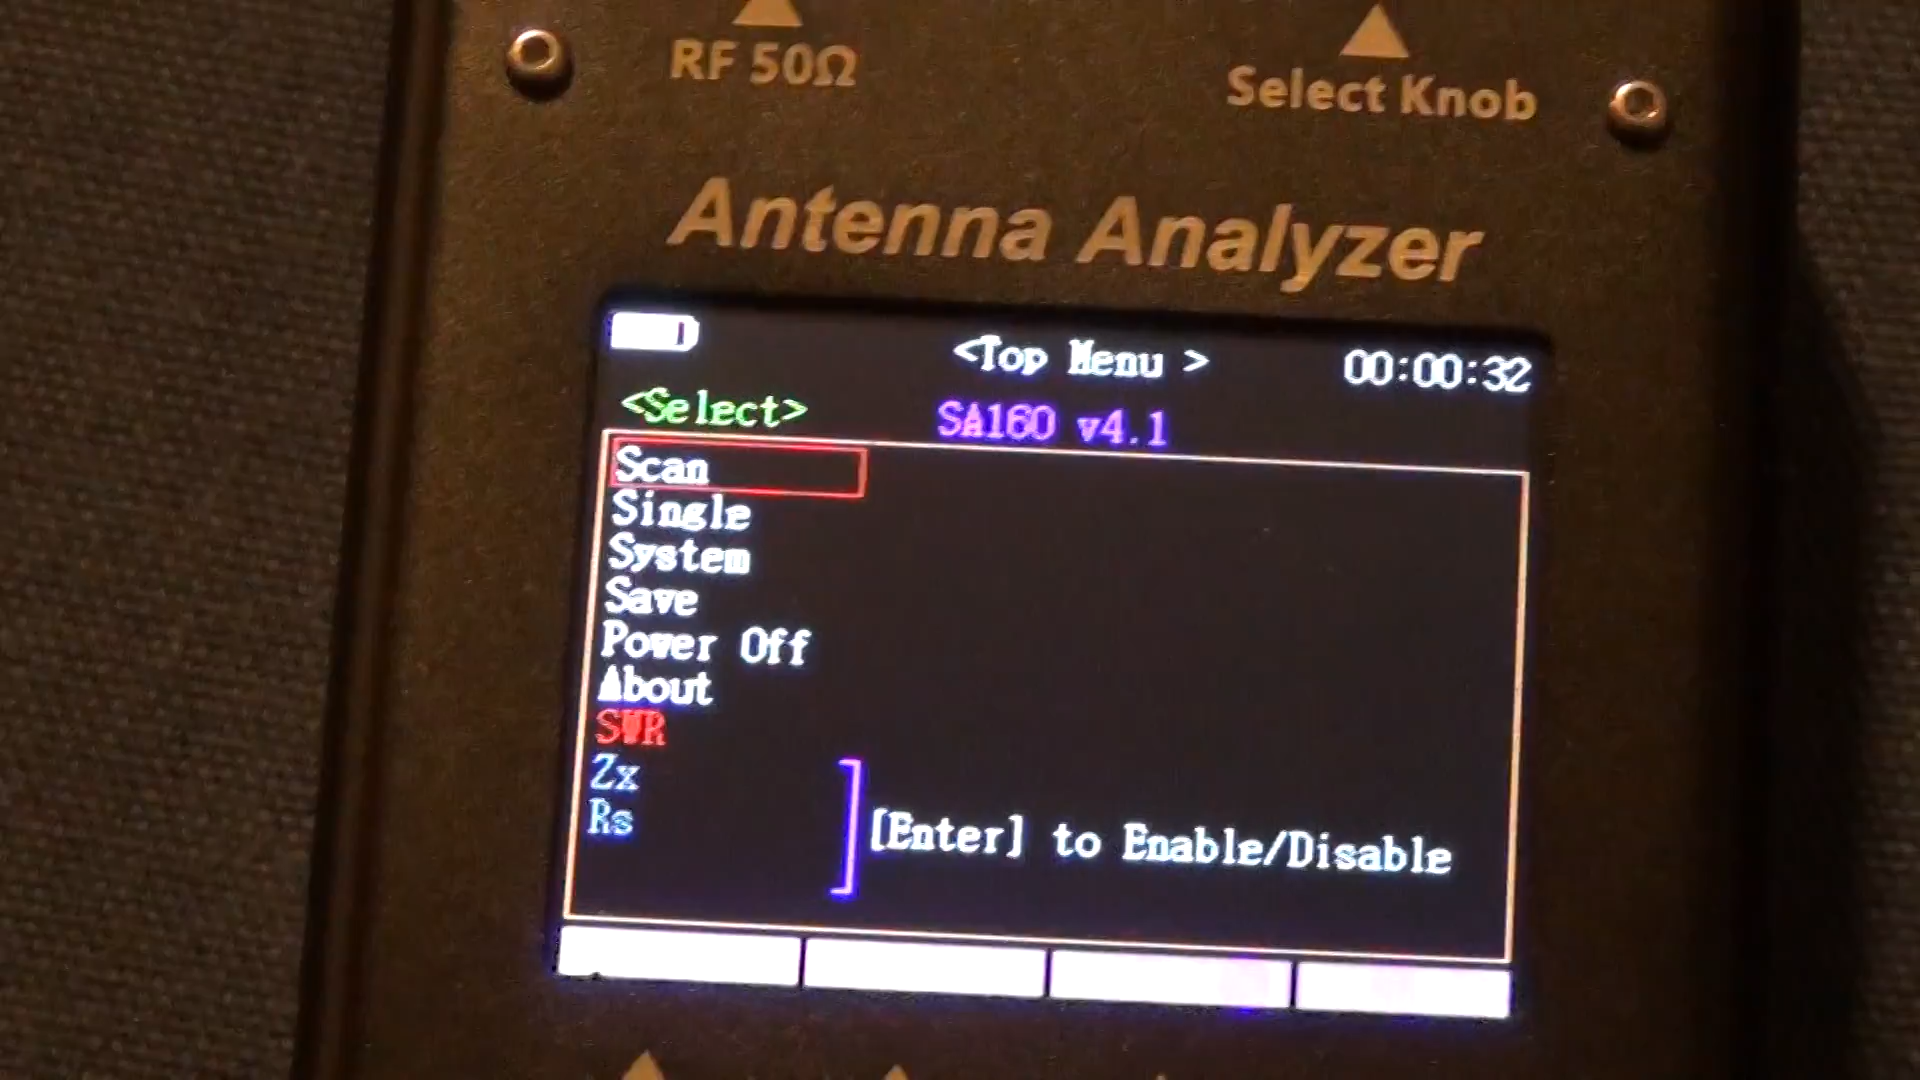 RF 50Ω
Select Knob
Antenna Analyzer
<Top Menu >
00:00:32
<Select>
SA160 v4.1
Scan
Single
System
Save
Power Off
About
SWR
Zx
Rs
[Enter] to Enable/Disable